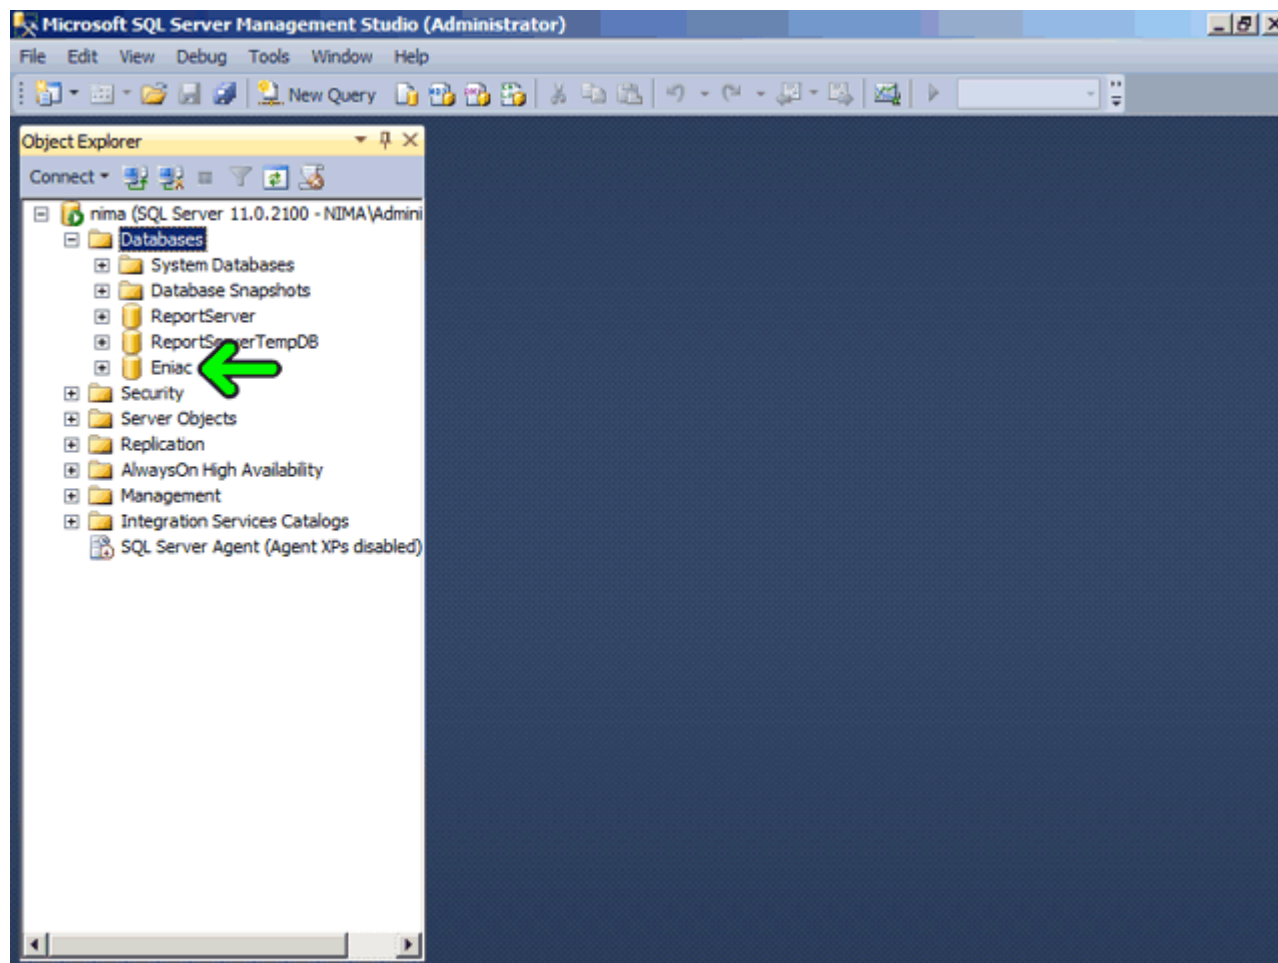 Microsoft SQL Server Management Studio (Administrator)
File Edit View Debug Tools Window Help
New Query
Object Explorer
Connect
nima (SQL Server 11.0.2100 - NIMA\Admini
Databases
System Databases
Database Snapshots
ReportServer
ReportServerTempDB
Eniac
Security
Server Objects
Replication
AlwaysOn High Availability
Management
Integration Services Catalogs
SQL Server Agent (Agent XPs disabled)